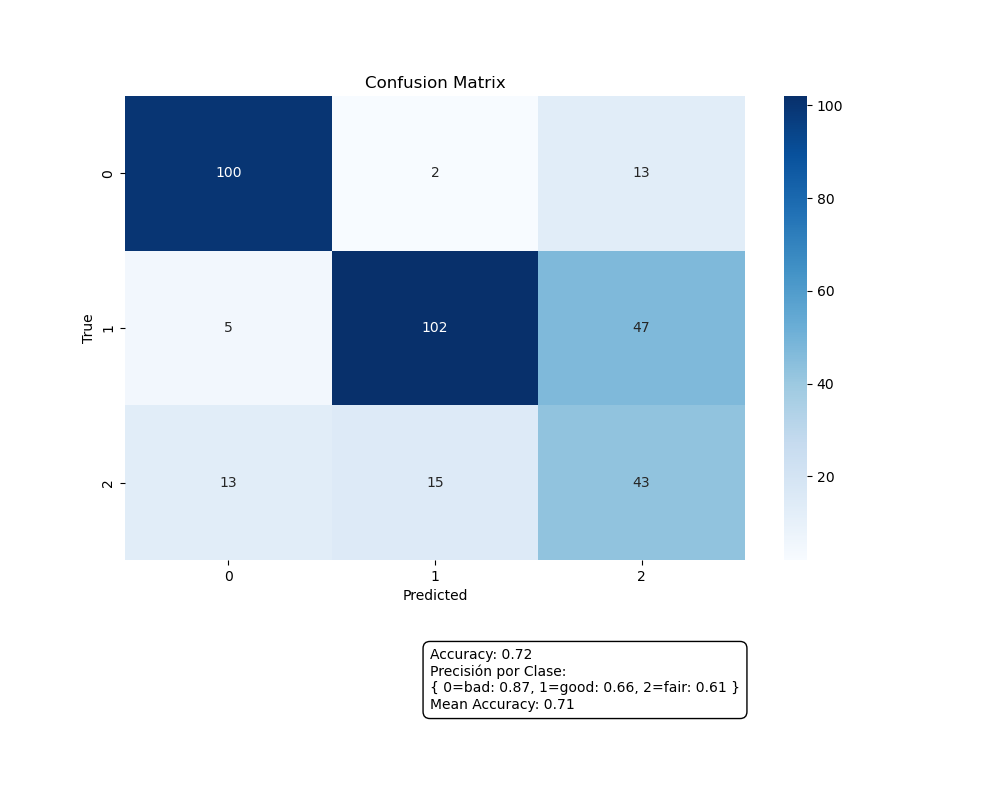 Confusion Matrix
100 2 13
5 102 47
13 15 43
0
1
2
True
0 1 2
Predicted
100
80
60
40
20
Accuracy: 0.72
Precisión por Clase:
{ 0=bad: 0.87, 1=good: 0.66, 2=fair: 0.61 }
Mean Accuracy: 0.71